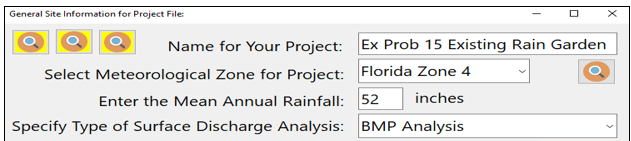 General Site Information for Project File:
Name for Your Project: Ex Prob 15 Existing Rain Garden
Select Meteorological Zone for Project: Florida Zone 4
Enter the Mean Annual Rainfall: 52 inches
Specify Type of Surface Discharge Analysis: BMP Analysis